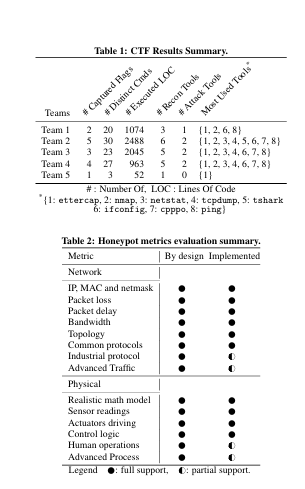 Table 1: CTF Results Summary.
Teams # Captured Flags # Distinct Cmds # Executed LOC # Recon Tools # Attack Tools Most Used Tools*
Team 1 2 20 1074 3 1 {1, 2, 6, 8}
Team 2 5 30 2488 6 2 {1, 2, 3, 4, 5, 6, 7, 8}
Team 3 3 23 2045 5 2 {1, 2, 3, 4, 6, 7, 8}
Team 4 4 27 963 5 2 {1, 2, 3, 4, 6, 7, 8}
Team 5 1 3 52 1 0 {1}
# : Number Of, LOC : Lines Of Code
*{1: ettercap, 2: nmap, 3: netstat, 4: tcpdump, 5: tshark
6: ifconfig, 7: cpppo, 8: ping}
Table 2: Honeypot metrics evaluation summary.
Metric By design Implemented
Network
IP, MAC and netmask ● ●
Packet loss ● ●
Packet delay ● ●
Bandwidth ● ●
Topology ● ●
Common protocols ● ●
Industrial protocol ● ◐
Advanced Traffic ● ◐
Physical
Realistic math model ● ●
Sensor readings ● ●
Actuators driving ● ●
Control logic ● ●
Human operations ● ◐
Advanced Process ● ◐
Legend ●: full support, ◐: partial support.